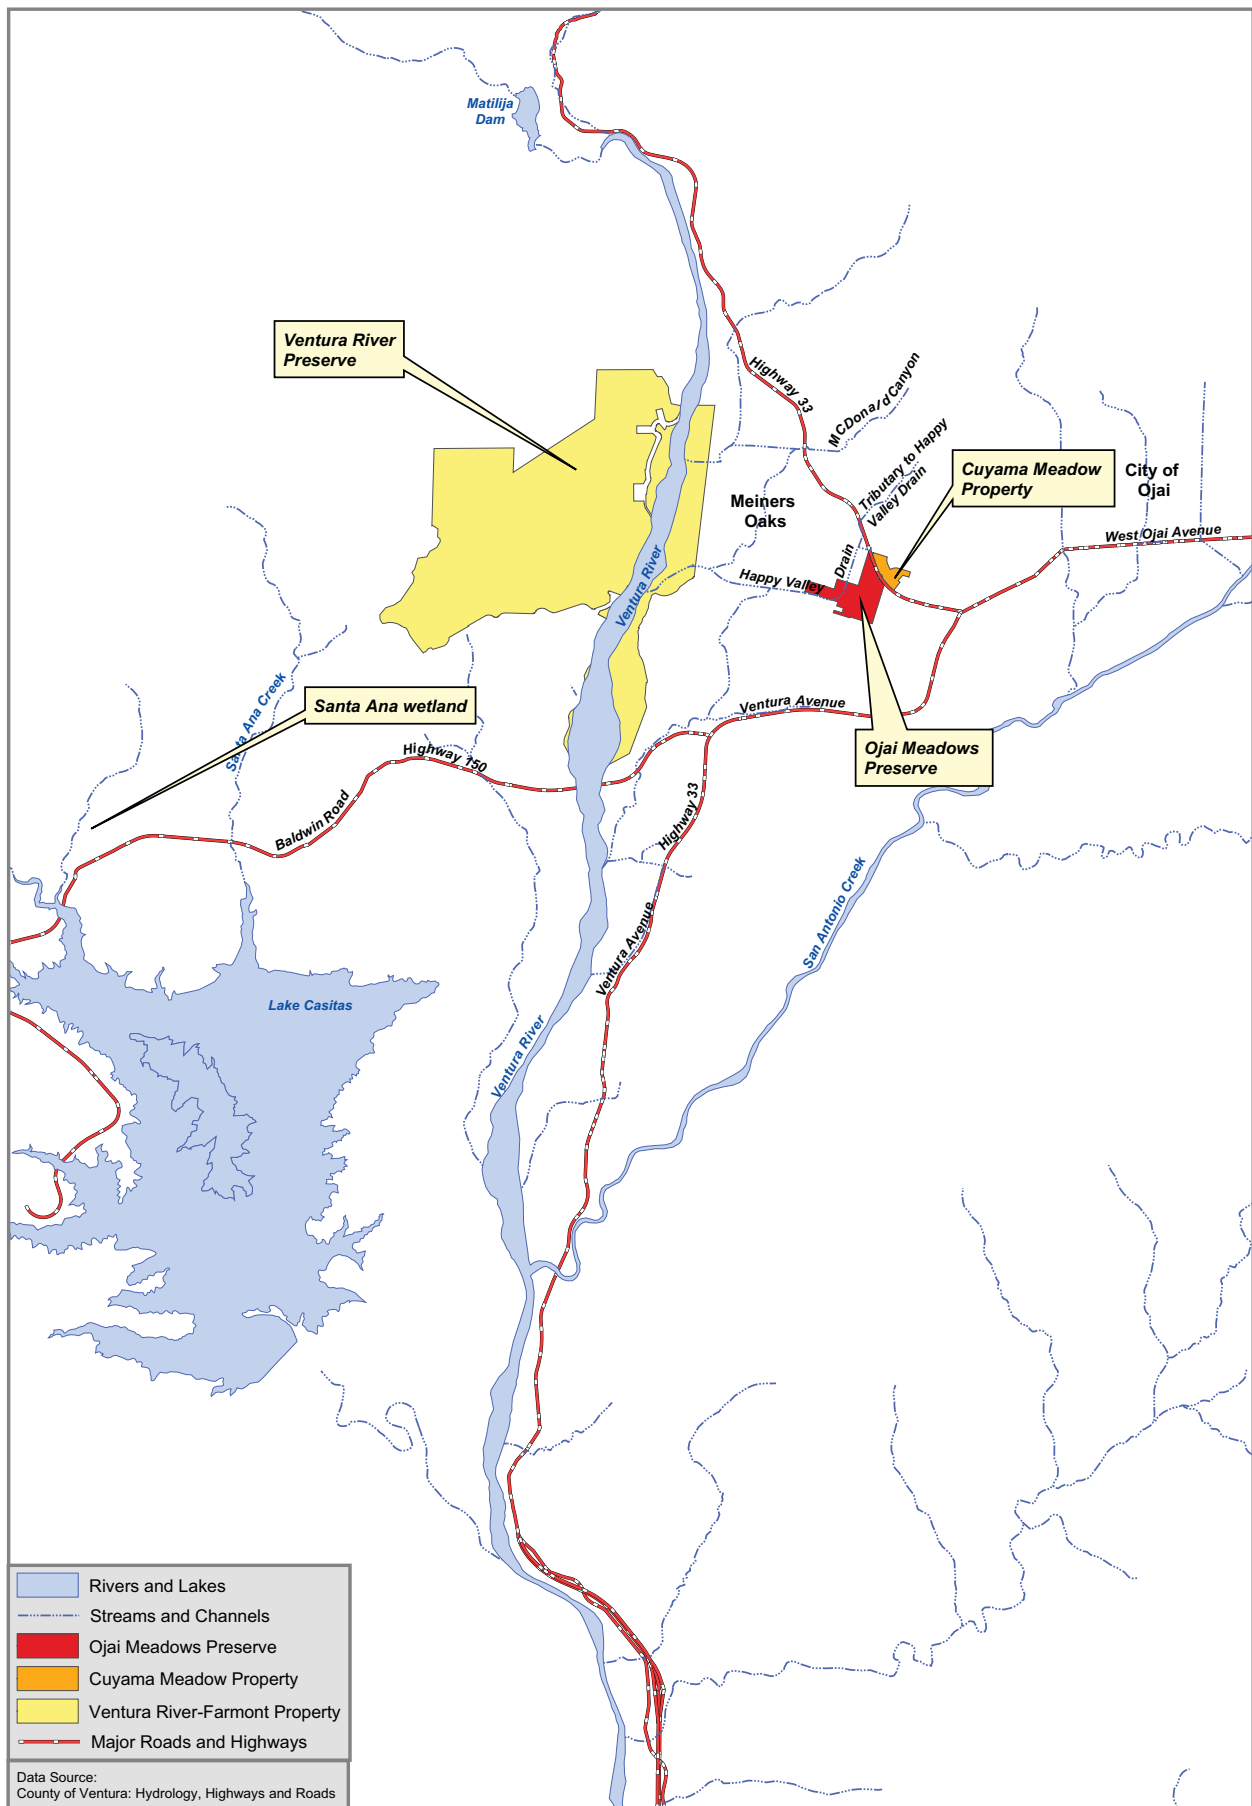 Matilija
Dam
Ventura River
Preserve
Highway 33
MCDonald Canyon
Tributary to Happy
Valley Drain
Cuyama Meadow
Property
City of
Ojai
Meiners
Oaks
West Ojai Avenue
Drain
Happy Valley
Ventura River
Santa Ana Creek
Santa Ana wetland
Ventura Avenue
Ojai Meadows
Preserve
Highway 150
Baldwin Road
Highway 33
San Antonio Creek
Ventura Avenue
Lake Casitas
Ventura River
Rivers and Lakes
Streams and Channels
Ojai Meadows Preserve
Cuyama Meadow Property
Ventura River-Farmont Property
Major Roads and Highways
Data Source:
County of Ventura: Hydrology, Highways and Roads